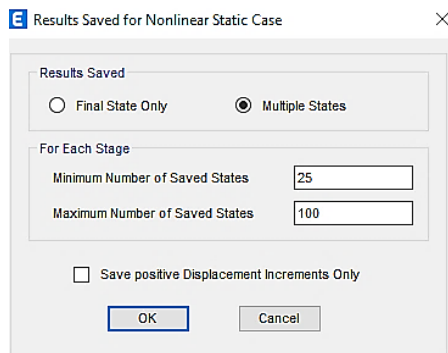 E Results Saved for Nonlinear Static Case
Results Saved
Final State Only Multiple States
For Each Stage
Minimum Number of Saved States 25
Maximum Number of Saved States 100
Save positive Displacement Increments Only
OK Cancel